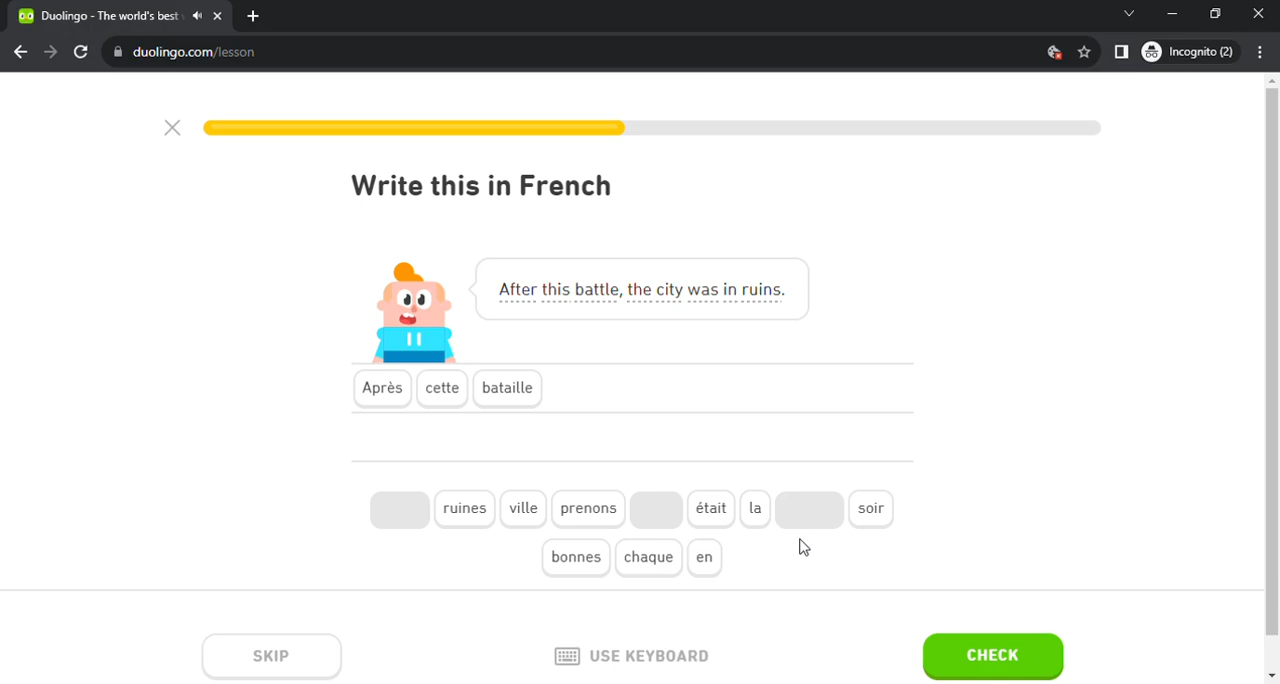 Duolingo - The world's best
duolingo.com/lesson
Incognito (2)
Write this in French
After this battle, the city was in ruins.
Après cette bataille
ruines ville prenons était la soir
bonnes chaque en
SKIP
USE KEYBOARD
CHECK